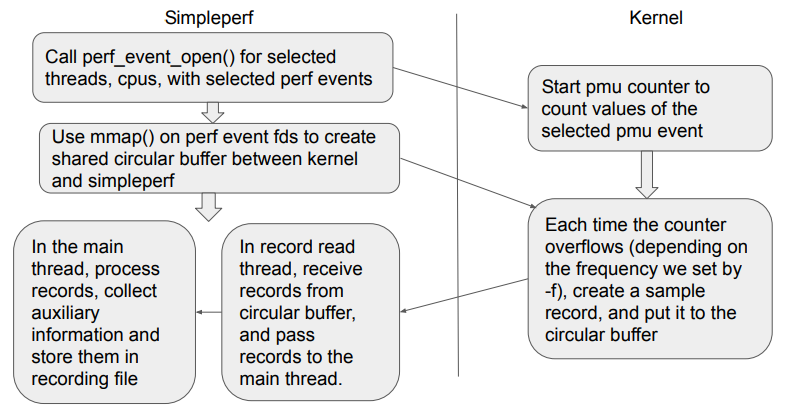 Simpleperf
Kernel
Call perf_event_open() for selected
threads, cpus, with selected perf events
Start pmu counter to
count values of the
selected pmu event
Use mmap() on perf event fds to create
shared circular buffer between kernel
and simpleperf
Each time the counter
overflows (depending on
the frequency we set by
-f), create a sample
record, and put it to the
circular buffer
In the main
thread, process
records, collect
auxiliary
information and
store them in
recording file
In record read
thread, receive
records from
circular buffer,
and pass
records to the
main thread.